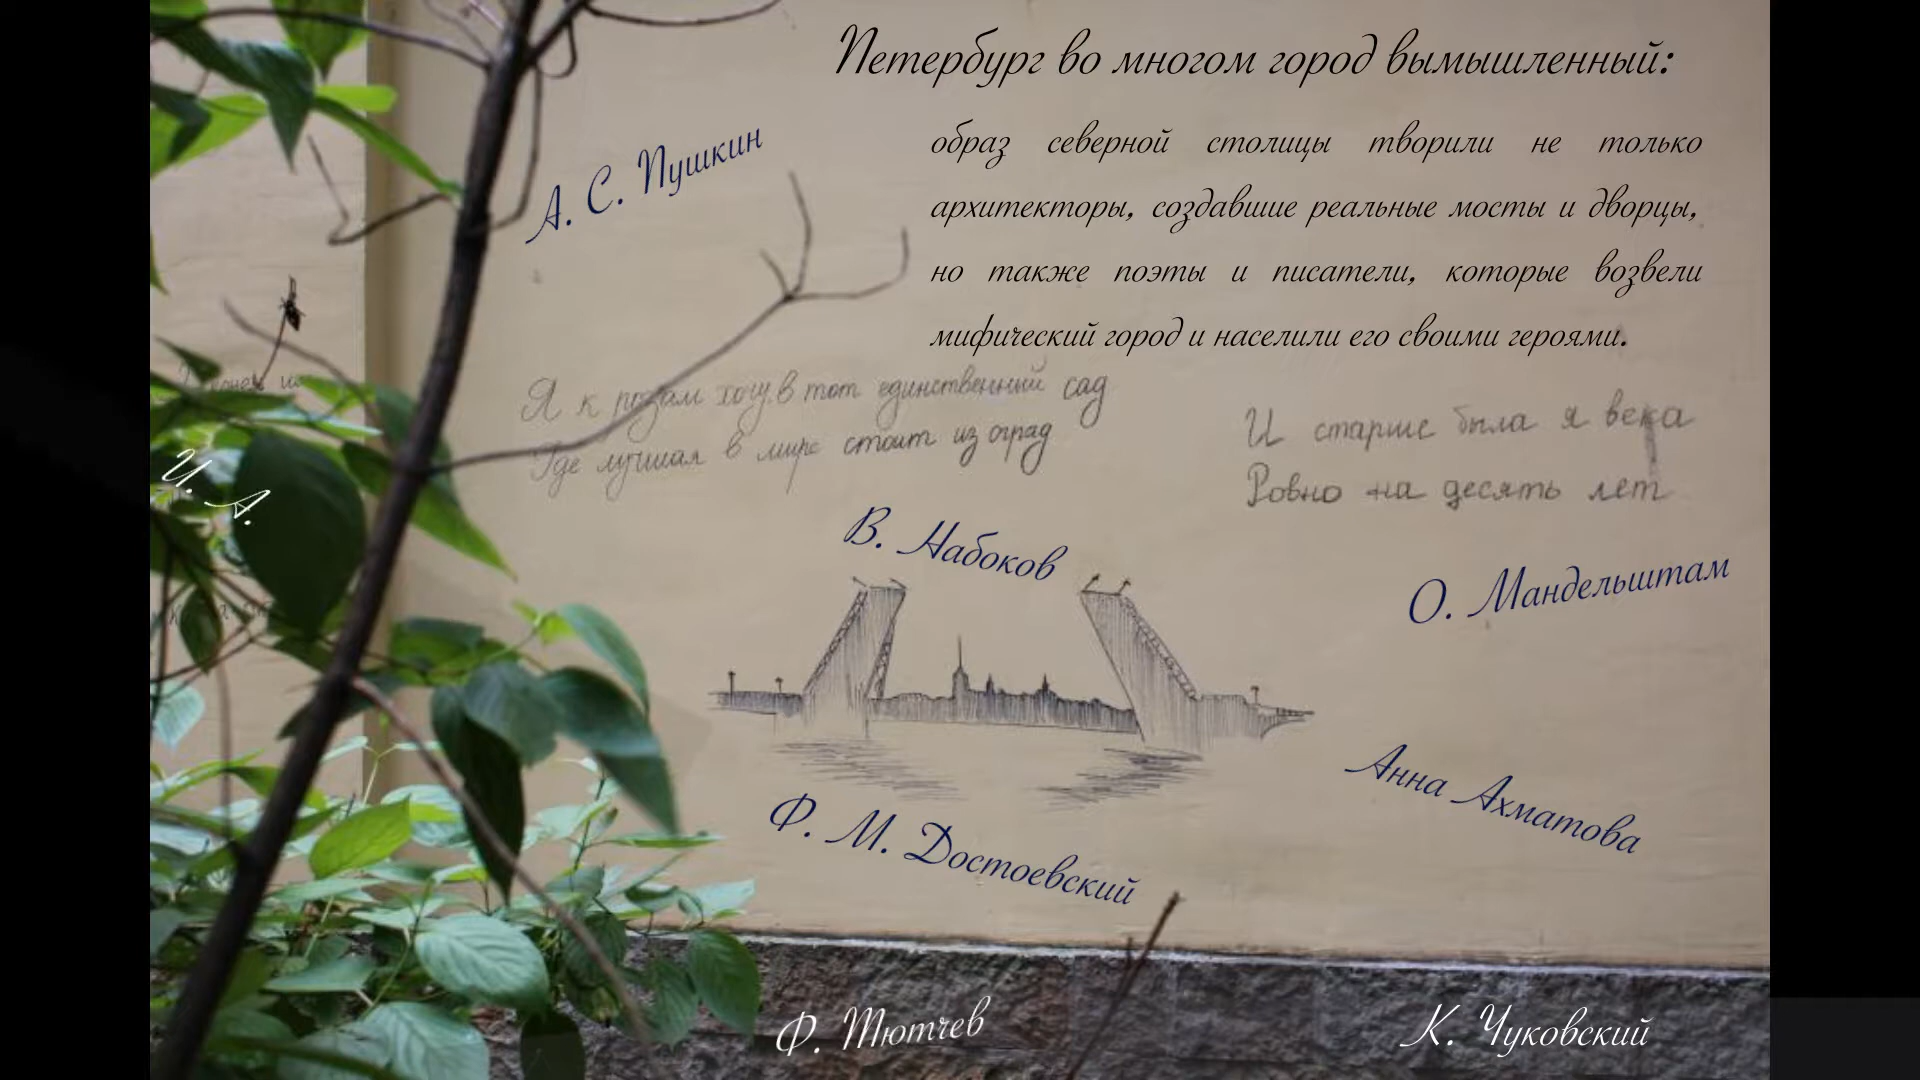 Петербург во многом город вымышленный:
образ северной столицы творили не только
архитекторы, создавшие реальные мосты и дворцы,
но также поэты и писатели, которые возвели
мифический город и населили его своими героями.
А. С. Пушкин
Я к розам хочу, в тот единственный сад
Где лучшая в мире стоит из оград
И старше была я века
Ровно на десять лет
И. А.
В. Набоков
О. Мандельштам
Анна Ахматова
Ф. М. Достоевский
Ф. Тютчев
К. Чуковский